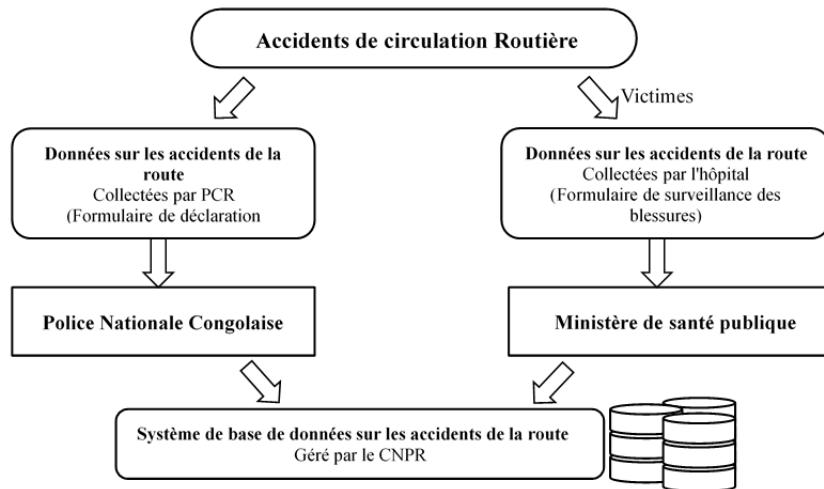 Accidents de circulation Routière
Victimes
Données sur les accidents de la
route
Collectées par PCR
(Formulaire de déclaration
Données sur les accidents de la route
Collectées par l'hôpital
(Formulaire de surveillance des
blessures)
Police Nationale Congolaise
Ministère de santé publique
Système de base de données sur les accidents de la route
Géré par le CNPR